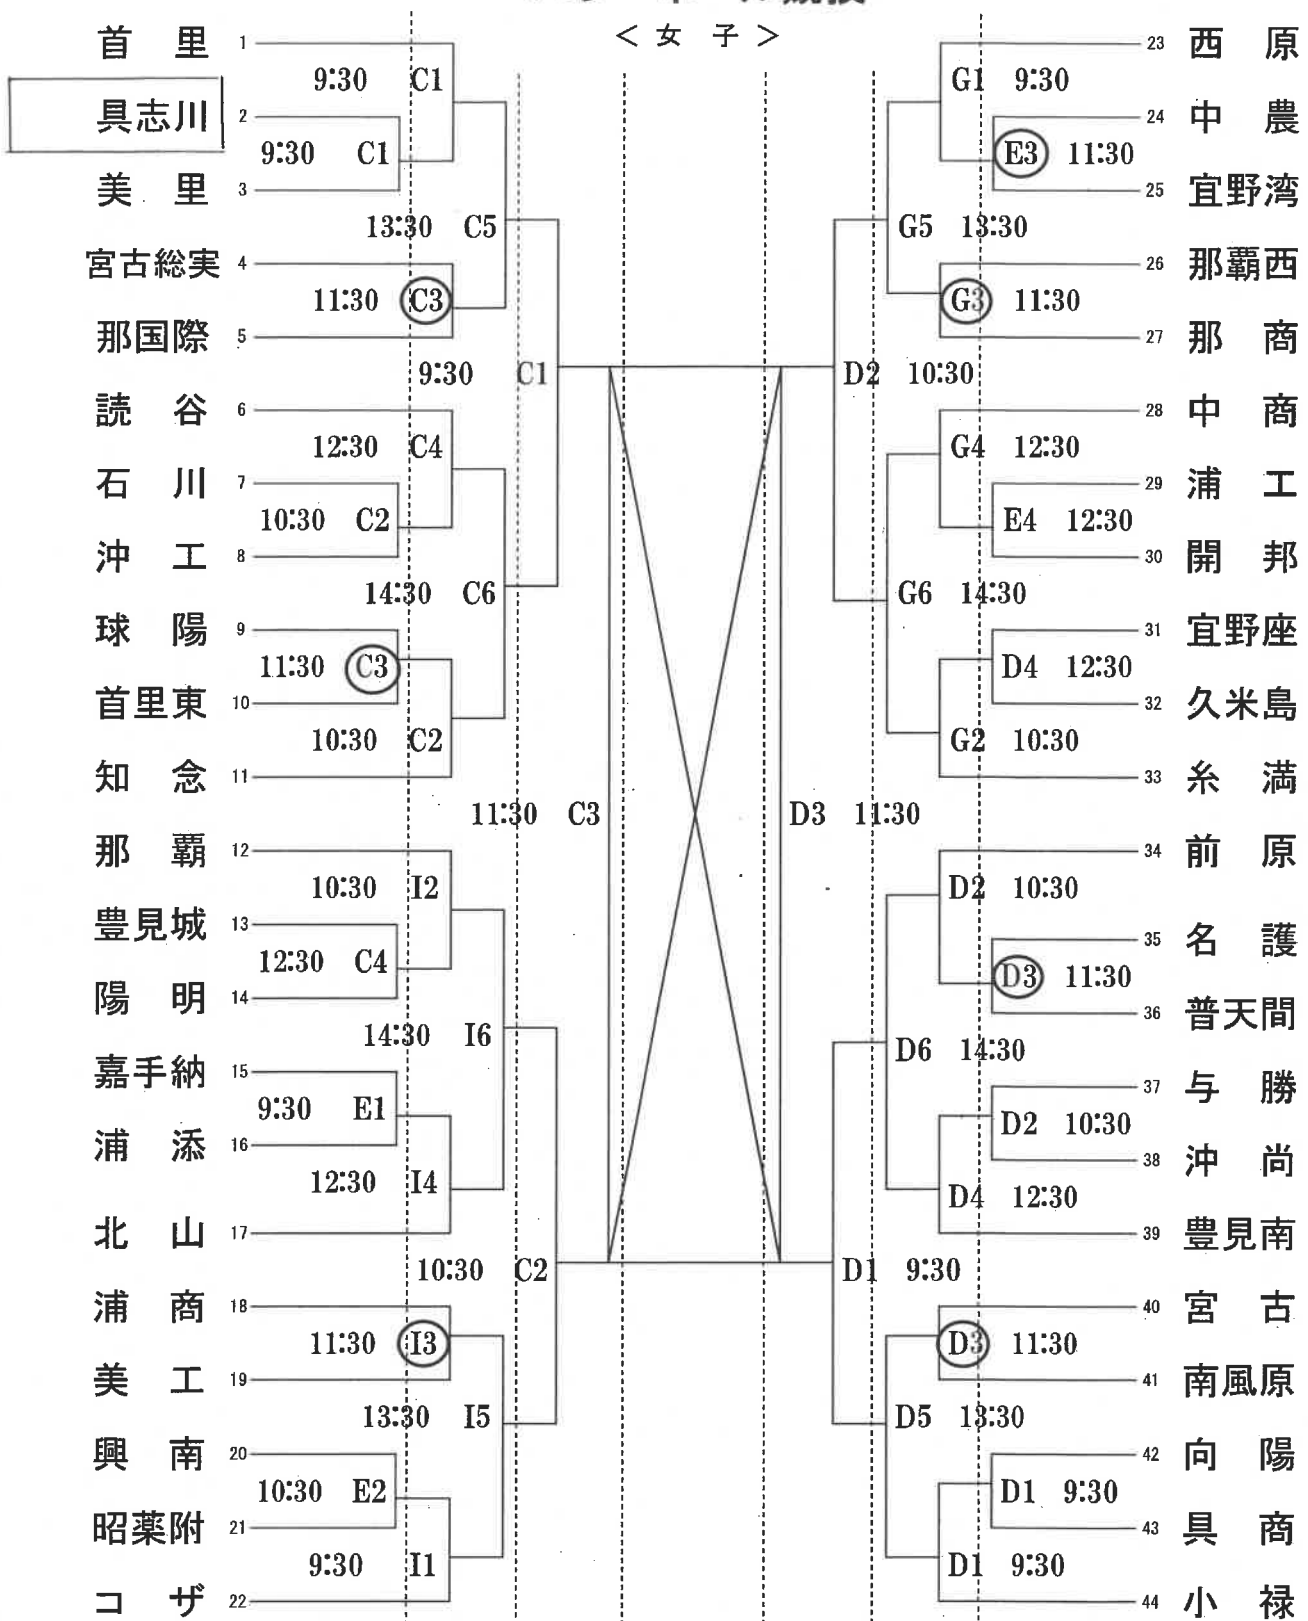 ＜ 女 子 ＞
首 里 1
9:30 C1
具志川 2
9:30 C1
美 里 3
13:30 C5
宮古総実 4
11:30 C3
那国際 5
9:30 C1
読 谷 6
12:30 C4
石 川 7
10:30 C2
沖 工 8
14:30 C6
球 陽 9
11:30 C3
首里東 10
10:30 C2
知 念 11
11:30 C3
那 覇 12
10:30 I2
豊見城 13
12:30 C4
陽 明 14
14:30 I6
嘉手納 15
9:30 E1
浦 添 16
12:30 I4
北 山 17
10:30 C2
浦 商 18
11:30 I3
美 工 19
13:30 I5
興 南 20
10:30 E2
昭薬附 21
9:30 I1
コ ザ 22
23 西 原
G1 9:30
24 中 農
E3 11:30
25 宜野湾
G5 13:30
26 那覇西
G3 11:30
27 那 商
D2 10:30
28 中 商
G4 12:30
29 浦 工
E4 12:30
30 開 邦
G6 14:30
31 宜野座
D4 12:30
32 久米島
G2 10:30
33 糸 満
D3 11:30
34 前 原
D2 10:30
35 名 護
D3 11:30
36 普天間
D6 14:30
37 与 勝
D2 10:30
38 沖 尚
D4 12:30
39 豊見南
D1 9:30
40 宮 古
D3 11:30
41 南風原
D5 13:30
42 向 陽
D1 9:30
43 具 商
D1 9:30
44 小 禄